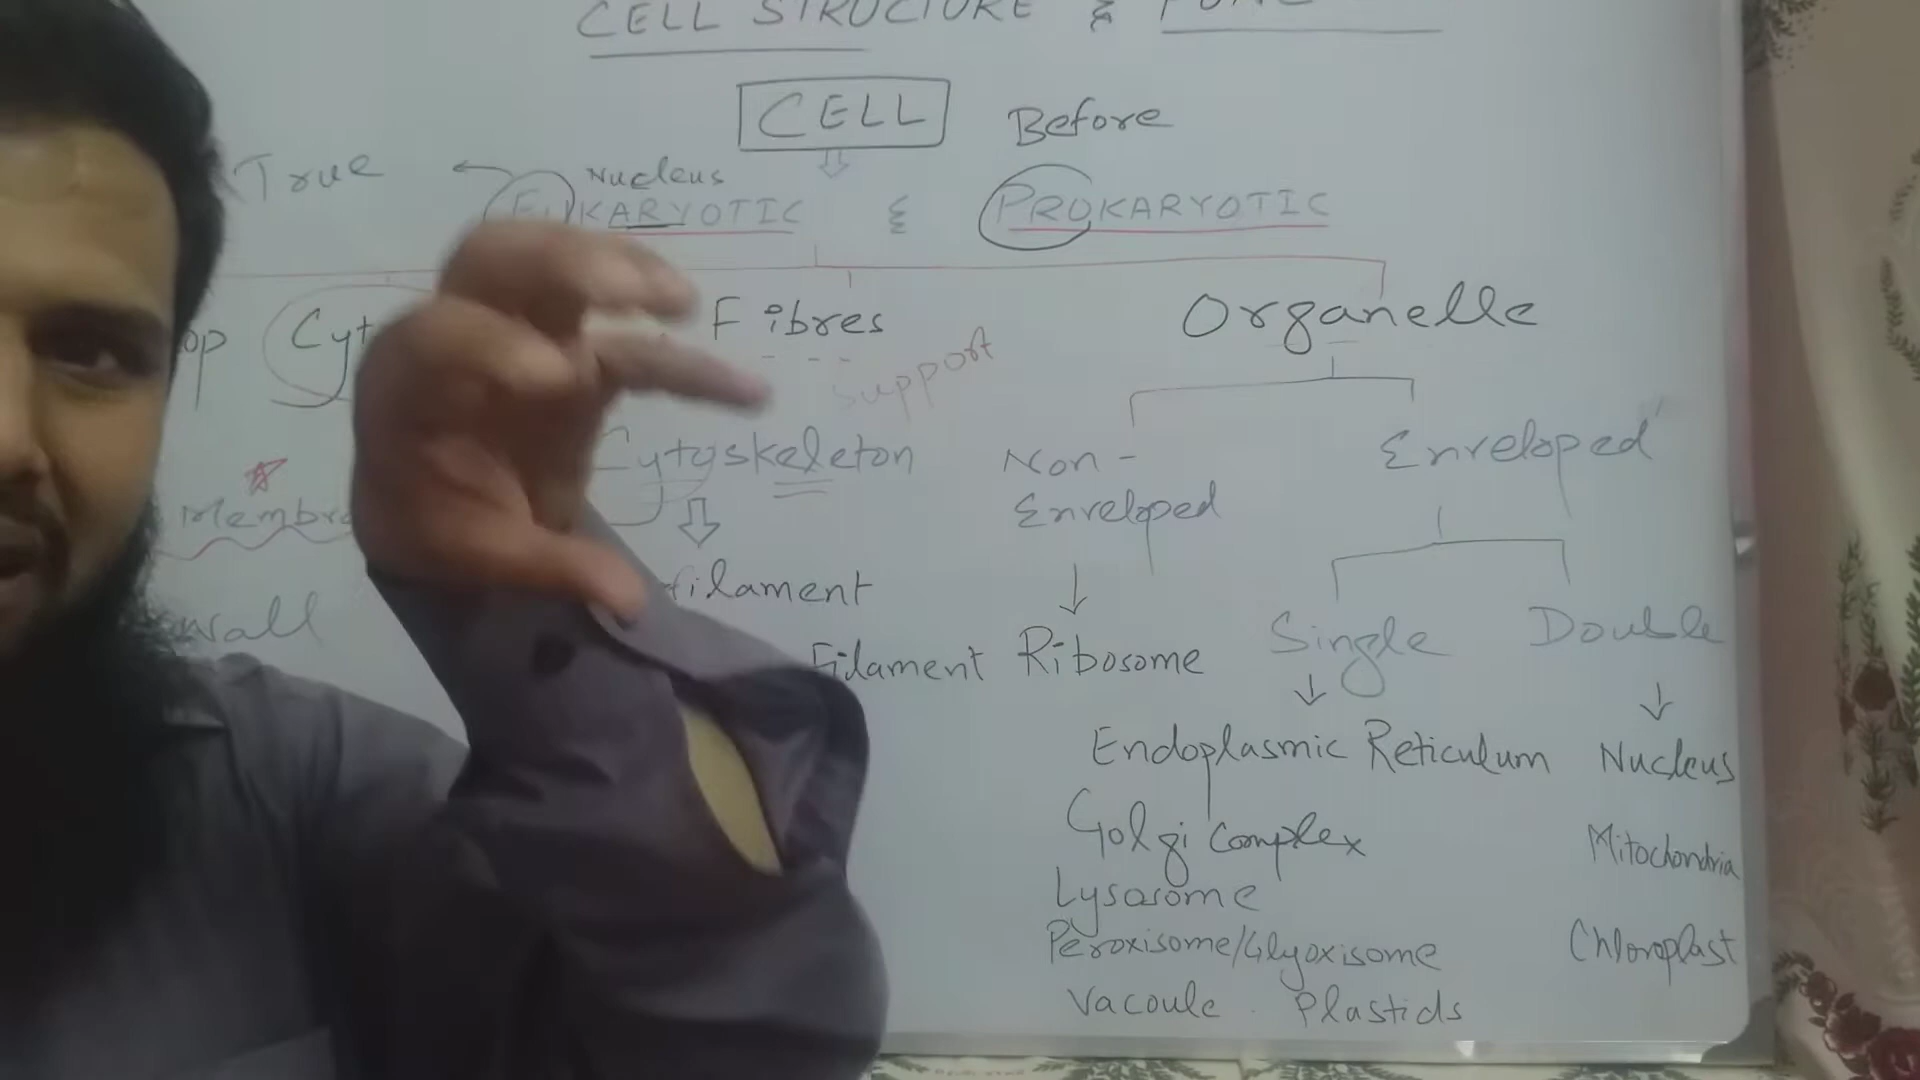 CELL STRUCTURE &
CELL Before
True Nucleus
EUKARYOTIC & PROKARYOTIC
Fibres Organelle
Support
Cytoskeleton Non-
Enveloped
Enveloped
filament
wall
Single Double
Filament Ribosome
Endoplasmic Reticulum Nucleus
Golgi Complex Mitochondria
Lysosome
Peroxisome/Glyoxisome Chloroplast
Vacoule . Plastids